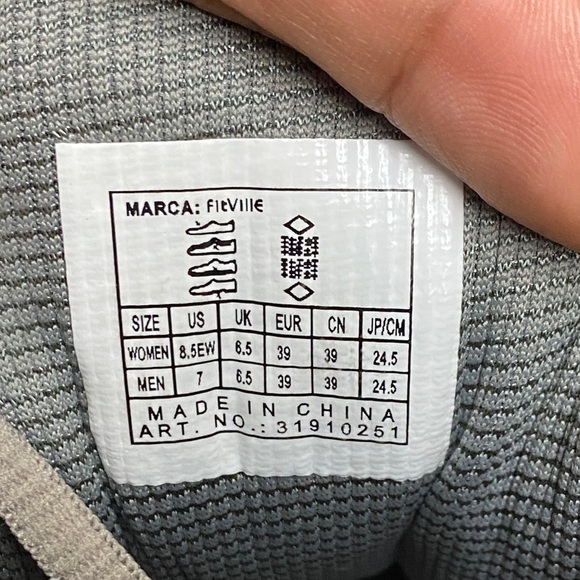 MARCA: FitVille
SIZE US UK EUR CN JP/CM
WOMEN 8.5EW 6.5 39 39 24.5
MEN 7 6.5 39 39 24.5
MADE IN CHINA
ART. NO.: 31910251